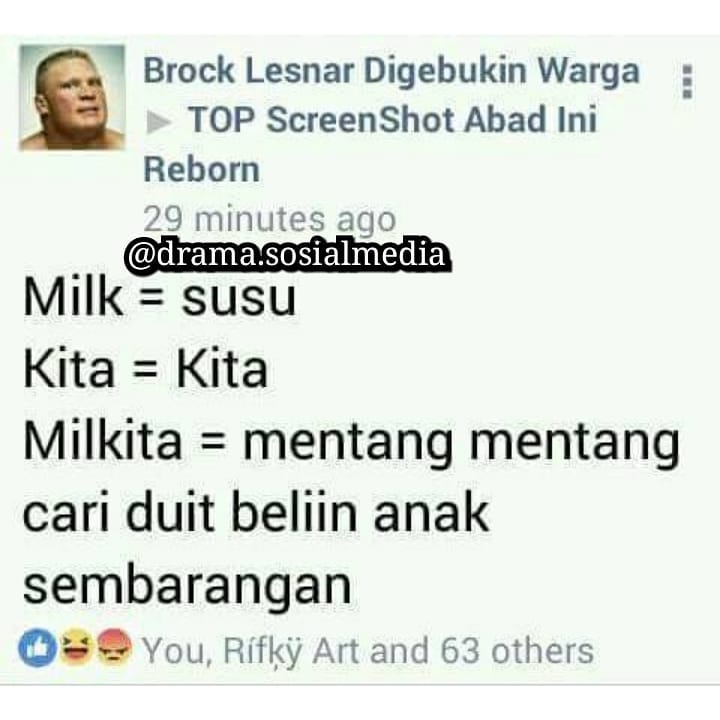 Brock Lesnar Digebukin Warga
▶ TOP ScreenShot Abad Ini
Reborn
29 minutes ago
@drama.sosialmedia
Milk = susu
Kita = Kita
Milkita = mentang mentang
cari duit beliin anak
sembarangan
You, Rífķÿ Art and 63 others